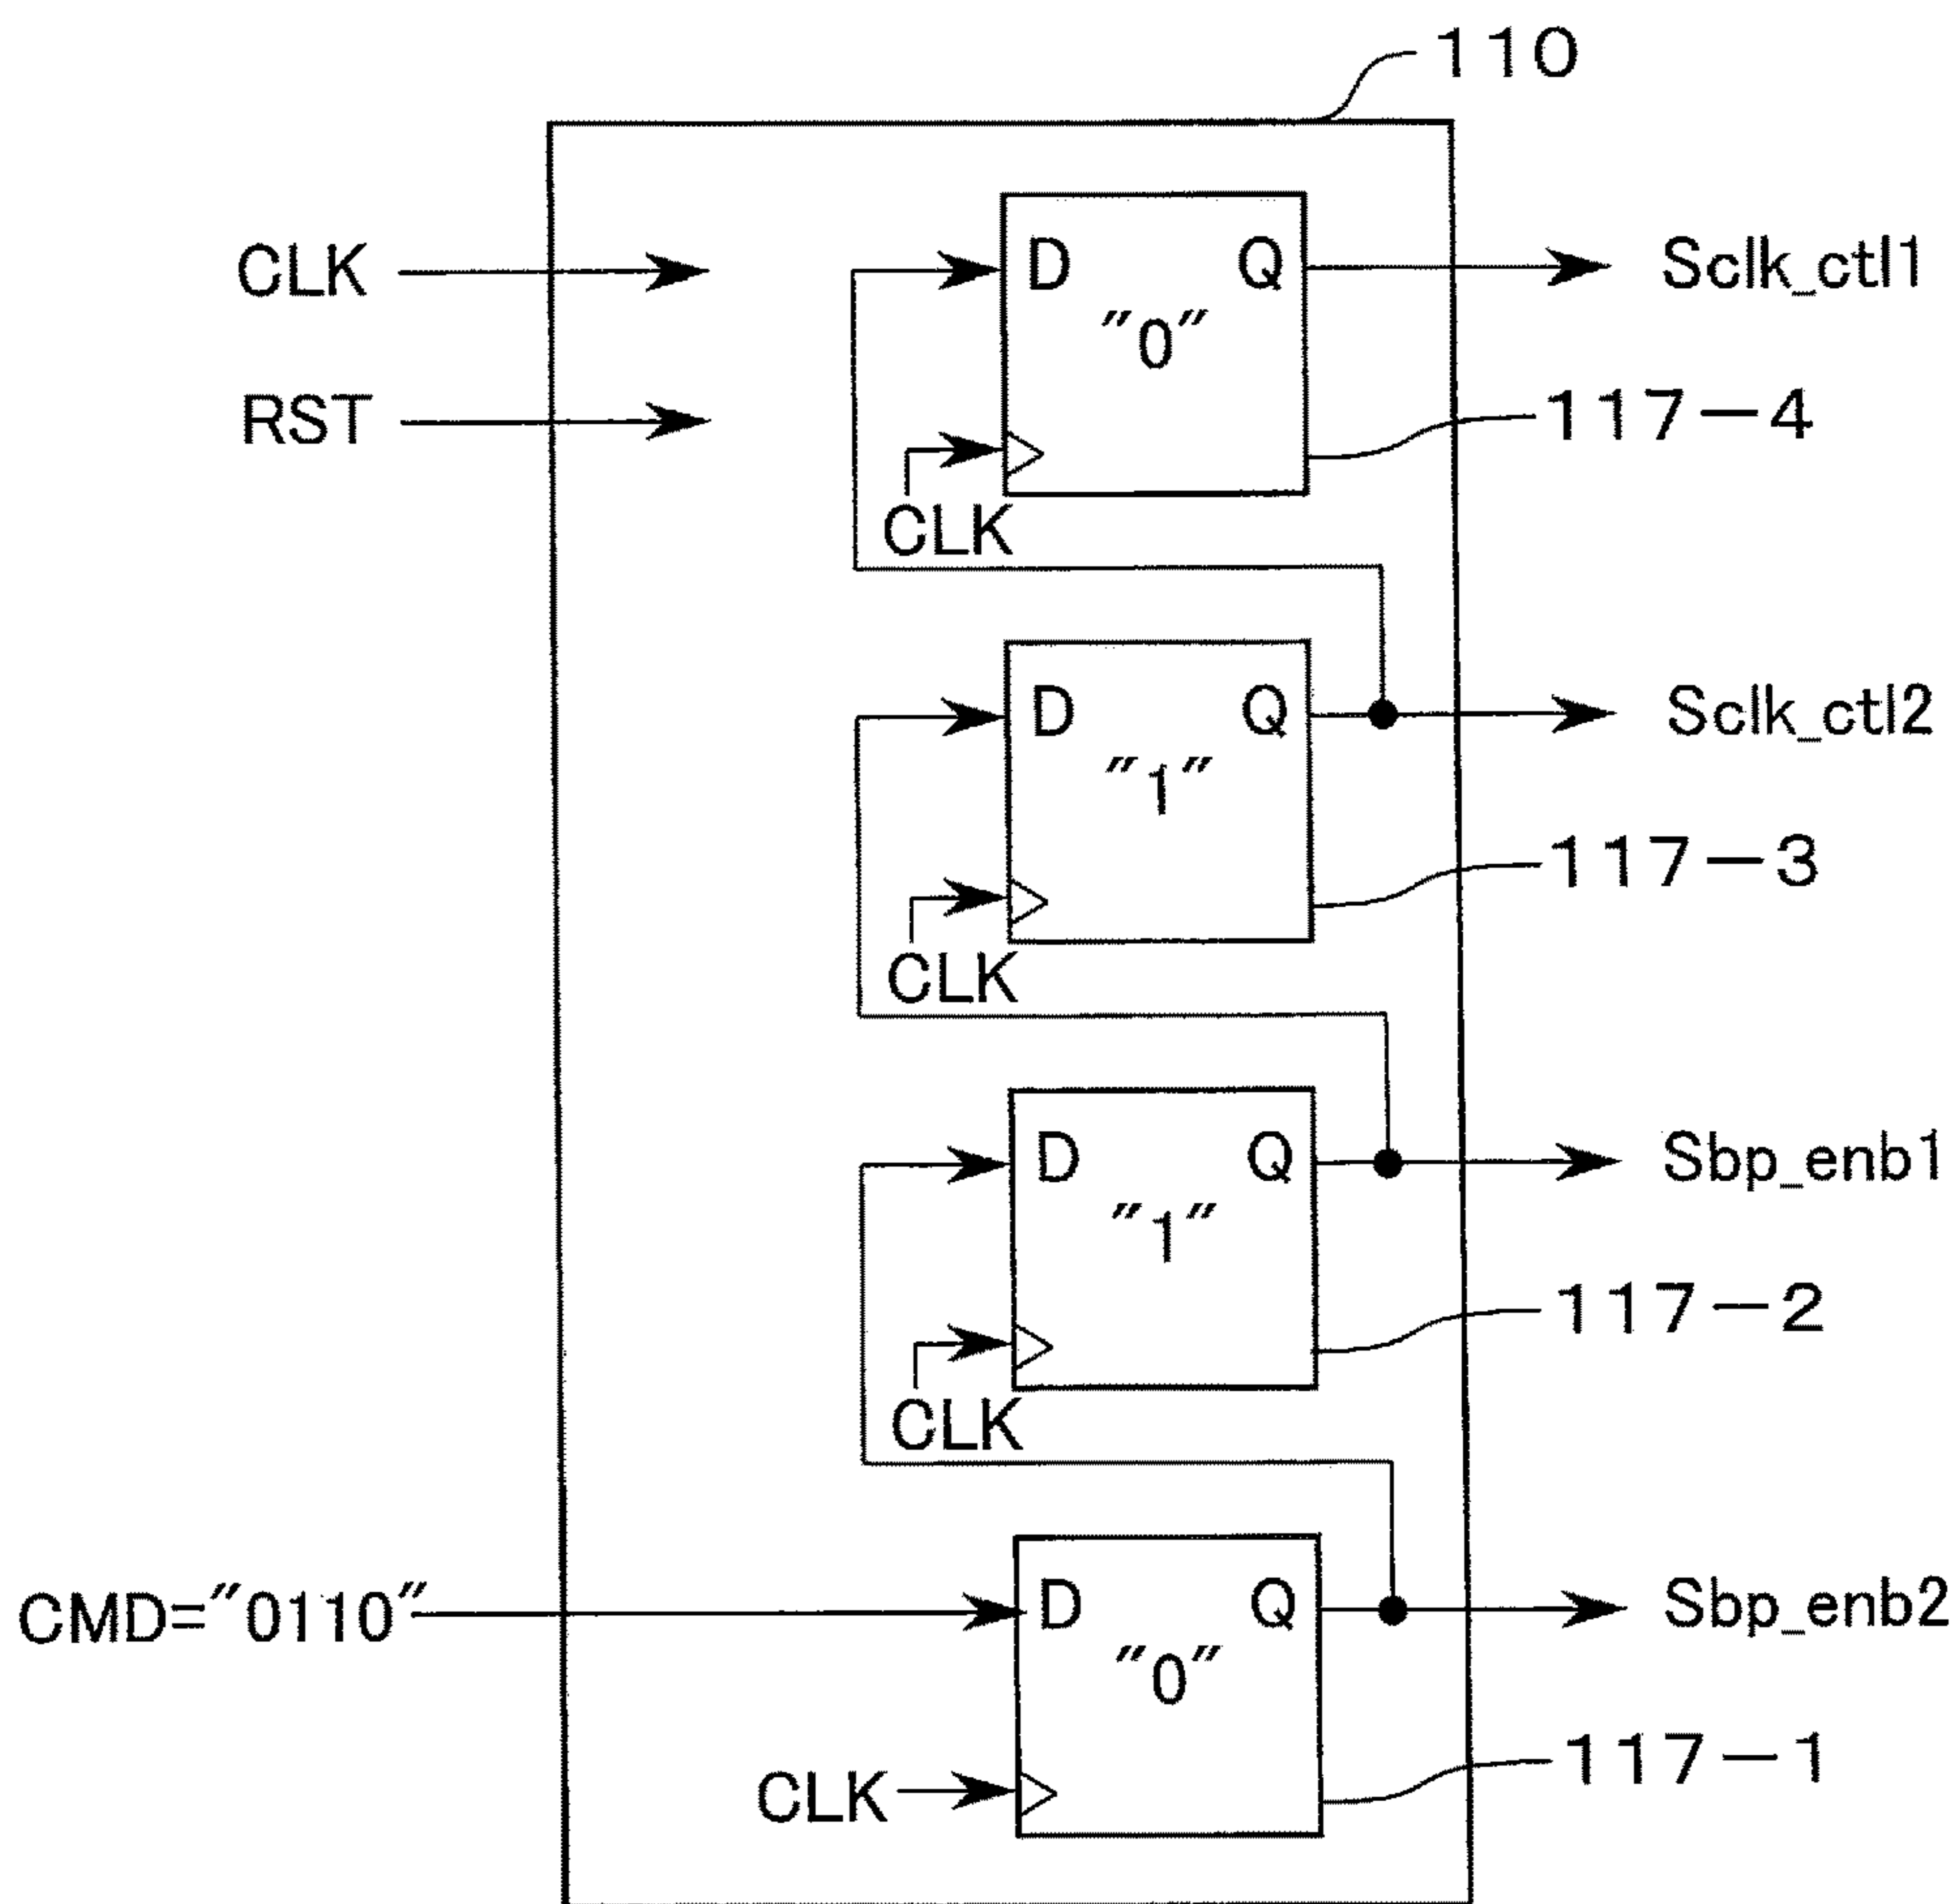 110
CLK
D Q
Sclk_ctl1
"0"
RST
117-4
CLK
D Q
Sclk_ctl2
"1"
117-3
CLK
D Q
Sbp_enb1
"1"
117-2
CLK
CMD="0110"
D Q
Sbp_enb2
"0"
117-1
CLK